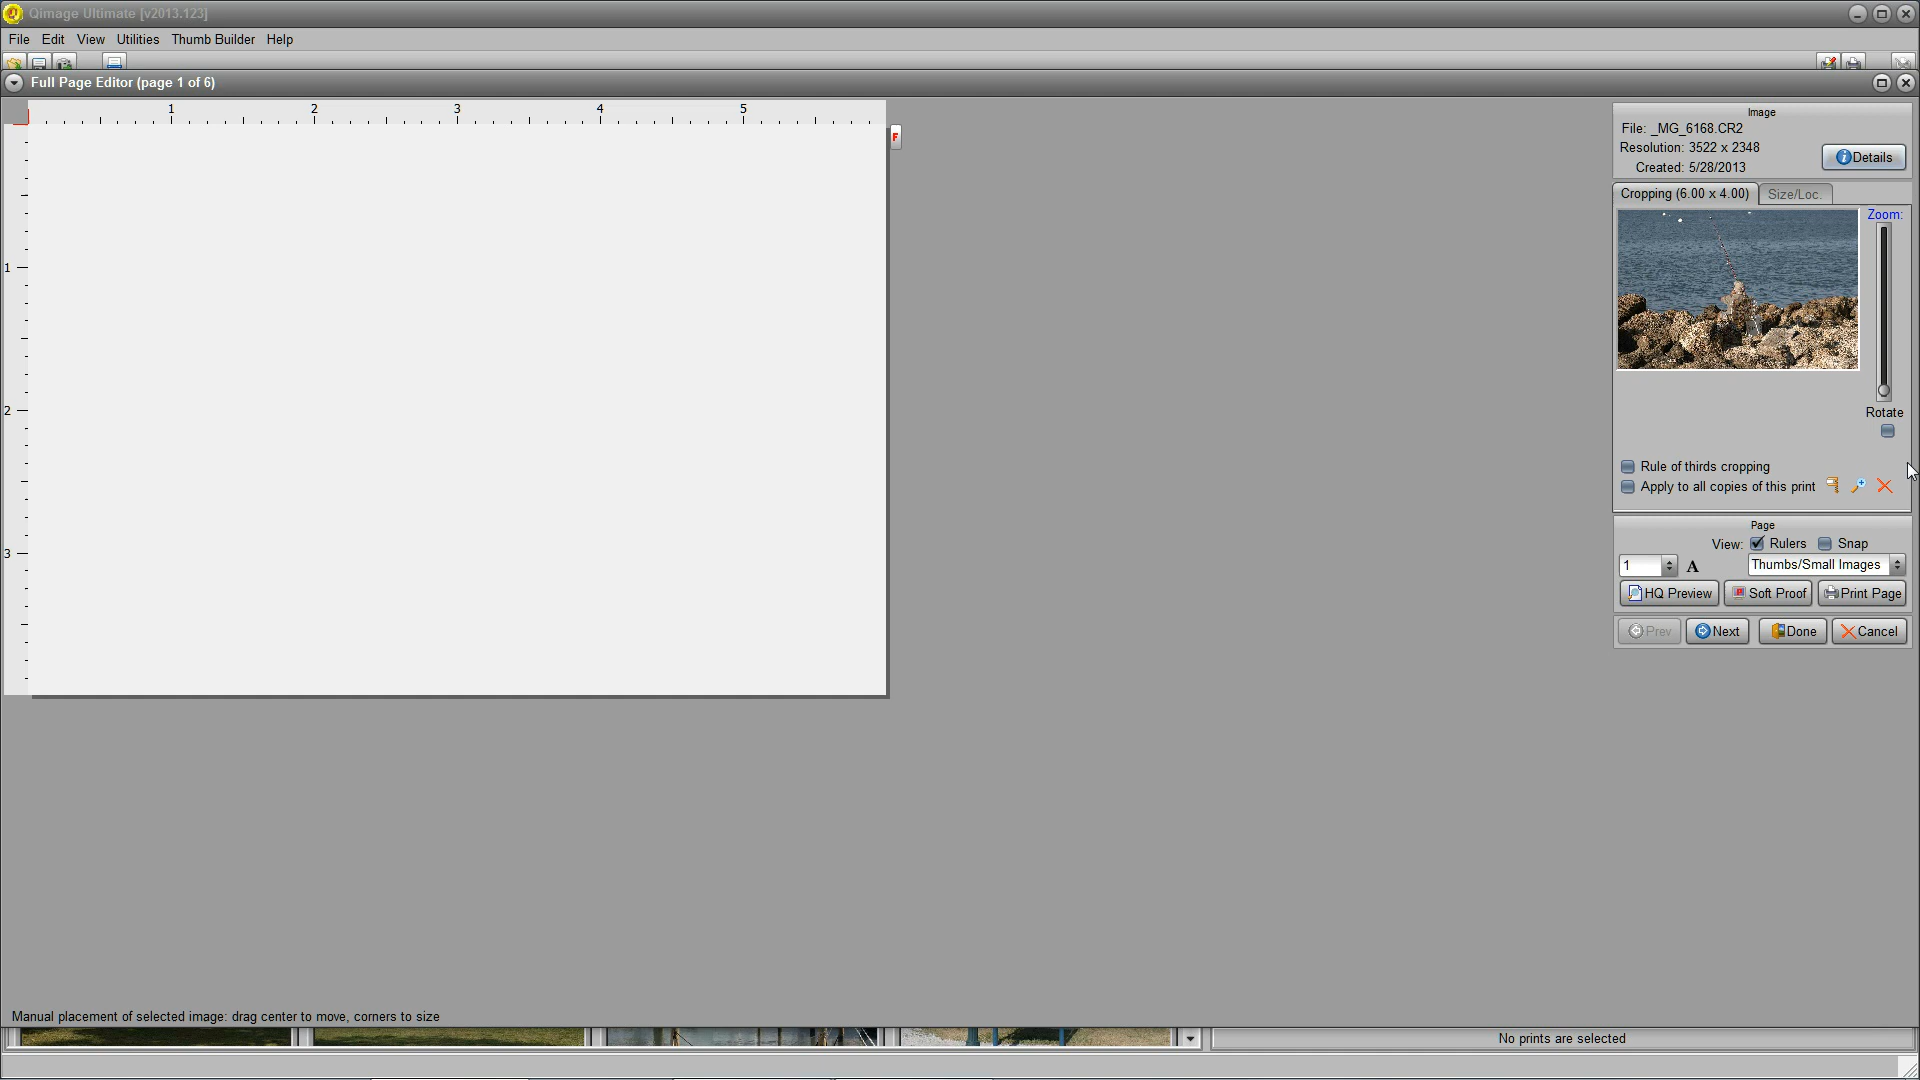 Qimage Ultimate [v2013.123]
File Edit View Utilities Thumb Builder Help
Full Page Editor (page 1 of 6)
1 2 3 4 5
F
1
2
3
Image
File: _MG_6168.CR2
Resolution: 3522 x 2348
Created: 5/28/2013
Details
Cropping (6.00 x 4.00) Size/Loc.
Zoom:
Rotate
Rule of thirds cropping
Apply to all copies of this print
Page
View: Rulers Snap
1 A Thumbs/Small Images
HQ Preview Soft Proof Print Page
Prev Next Done Cancel
Manual placement of selected image: drag center to move, corners to size
No prints are selected